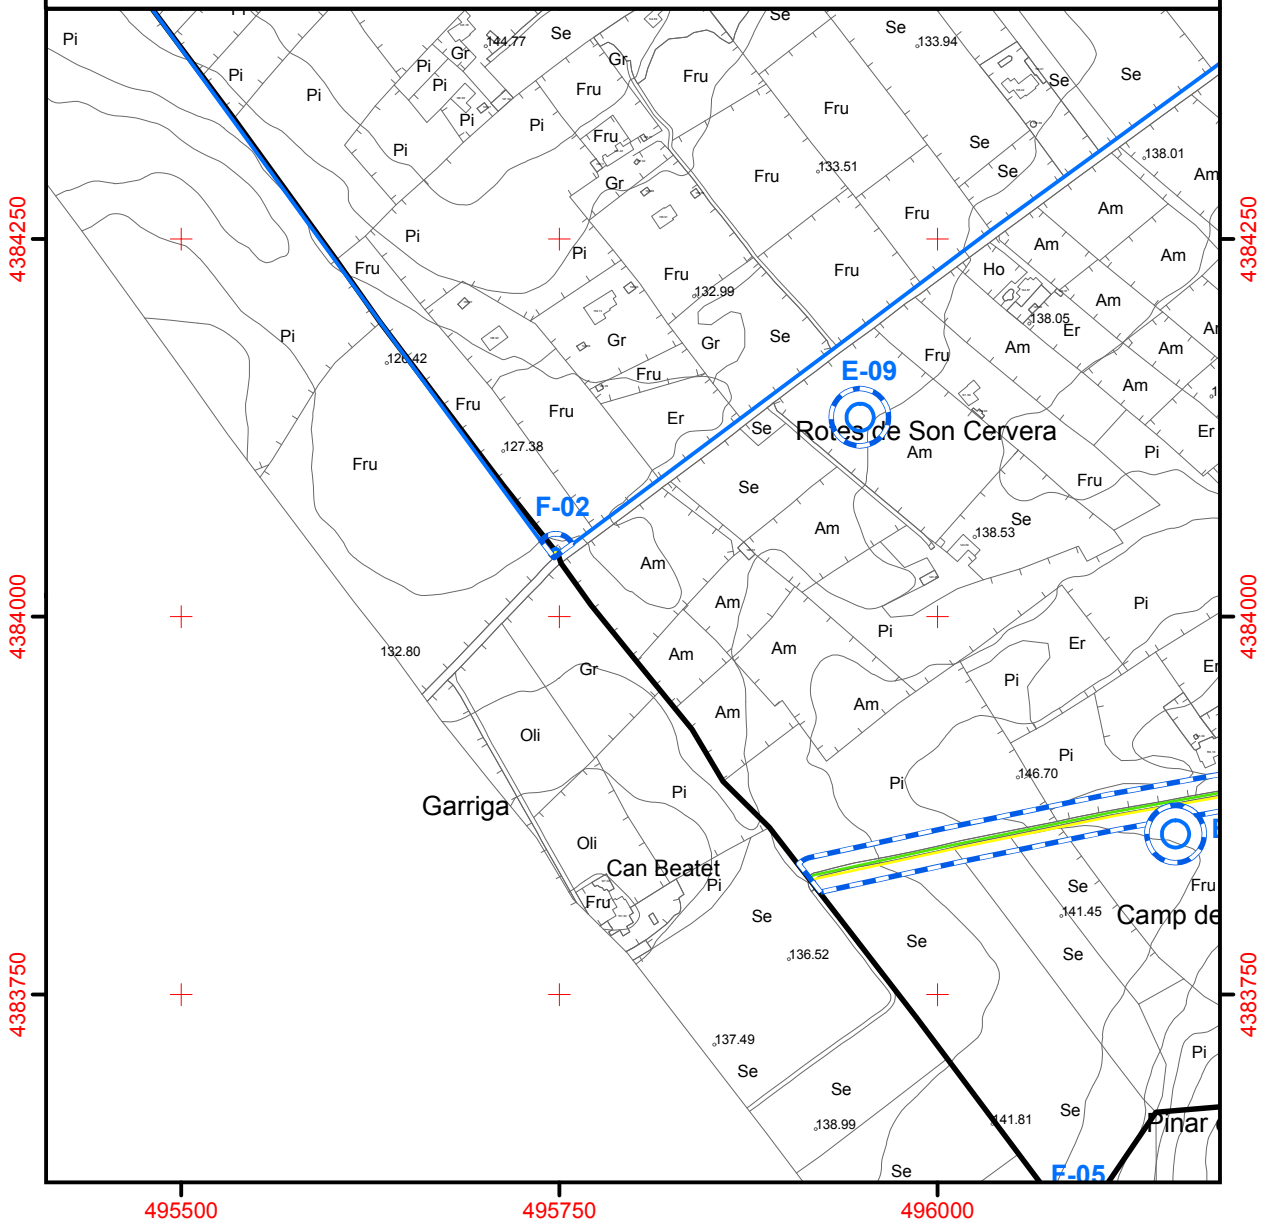 Se
Pi
Se
Se
133.94
Gr
144.77
Gr
Pi
Pi
Pi
Fru
Se
Se
Pi
Fru
Fru
Pi
Pi
Fru
Se
138.01
Pi
Fru
133.51
Fru
Se
Am
Gr
Am
Fru
4384250
4384250
Pi
Pi
Am
Am
Fru
Fru
Fru
Ho
132.99
Am
138.05
Er
Pi
Se
Gr
Gr
Am
Am
126.42
Fru
Fru
E-09
Am
Fru
Fru
Er
Se
Rotes de Son Cervera
Er
127.38
Am
Pi
Fru
Se
Fru
F-02
Se
Am
138.53
Am
Am
Pi
4384000
4384000
Pi
Er
132.80
Am
Am
Er
Gr
Pi
Am
Am
Oli
Pi
146.70
Pi
Pi
Garriga
Oli
Can Beatet
Pi
Se
Fru
Fru
Se
141.45
Camp de
Se
Se
136.52
4383750
4383750
137.49
Pi
Se
Se
Se
138.99
141.81
Pinar
Se
495500
495750
496000